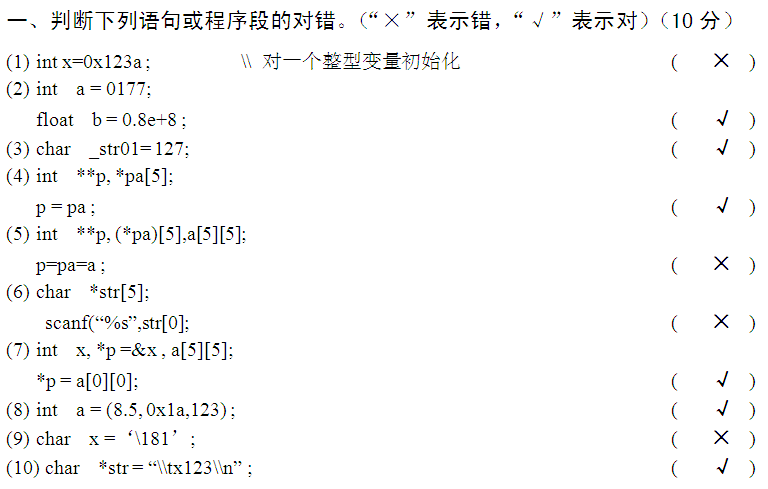 一、判断下列语句或程序段的对错。（“×”表示错，“√”表示对）（10 分）
(1) int x=0x123a ; \\ 对一个整型变量初始化 ( × )
(2) int a = 0177;
float b = 0.8e+8 ; ( √ )
(3) char _str01= 127; ( √ )
(4) int **p, *pa[5];
p = pa ; ( √ )
(5) int **p, (*pa)[5],a[5][5];
p=pa=a ; ( × )
(6) char *str[5];
scanf(“%s”,str[0]; ( × )
(7) int x, *p =&x , a[5][5];
*p = a[0][0]; ( √ )
(8) int a = (8.5, 0x1a,123) ; ( √ )
(9) char x = ‘\181’ ; ( × )
(10) char *str = “\\tx123\\n” ; ( √ )